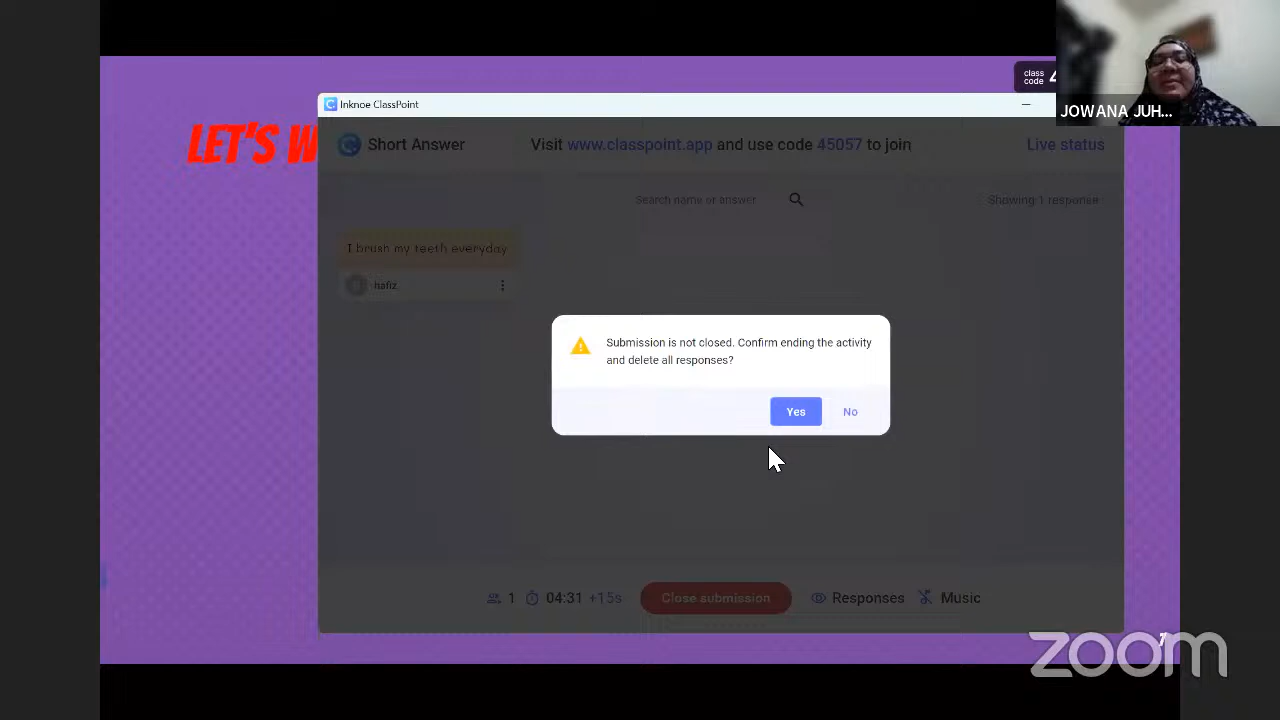 class
code
JOWANA JUH...
Inknoe ClassPoint
LET'S
Short Answer
Visit www.classpoint.app and use code 45057 to join
Live status
Search name or answer
Showing 1 response
I brush my teeth everyday
hafiz
Submission is not closed. Confirm ending the activity
and delete all responses?
Yes
No
1
04:31
+15s
Close submission
Responses
Music
zoom